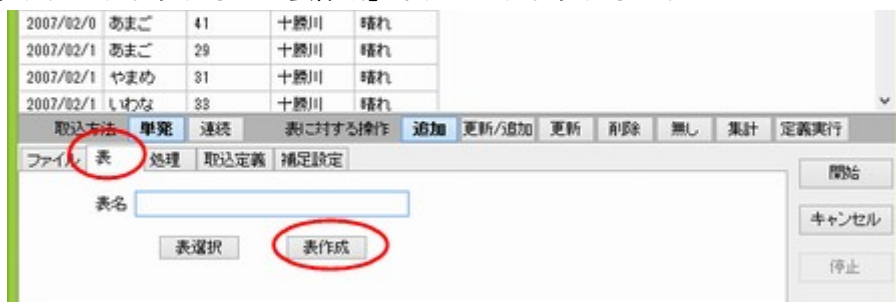 2007/02/0 あまご 41 十勝川 晴れ
2007/02/1 あまご 29 十勝川 晴れ
2007/02/1 やまめ 31 十勝川 晴れ
2007/02/1 いわな 33 十勝川 晴れ
取込方法 単発 連続 表に対する操作 追加 更新/追加 更新 削除 無し 集計 定義実行
ファイル 表 処理 取込定義 補足設定
開始
表名
キャンセル
表選択 表作成
停止